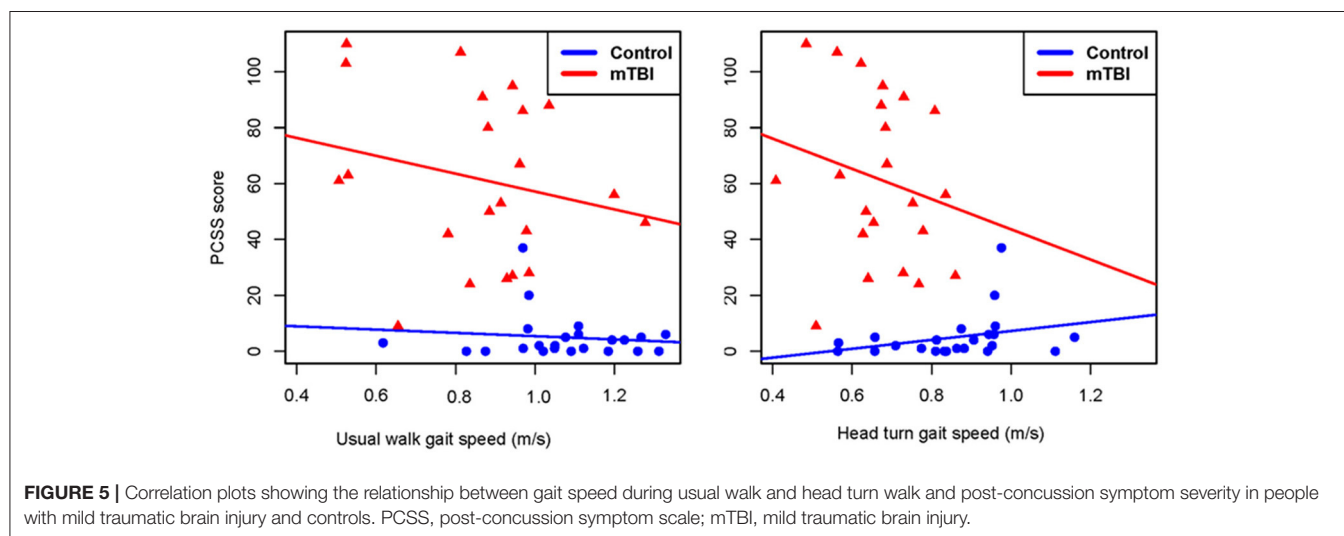 Control
mTBI
Control
mTBI
PCSS score
100
80
60
40
20
0
100
80
60
40
20
0
0.4 0.6 0.8 1.0 1.2
0.4 0.6 0.8 1.0 1.2
Usual walk gait speed (m/s)
Head turn gait speed (m/s)
FIGURE 5 | Correlation plots showing the relationship between gait speed during usual walk and head turn walk and post-concussion symptom severity in people
with mild traumatic brain injury and controls. PCSS, post-concussion symptom scale; mTBI, mild traumatic brain injury.